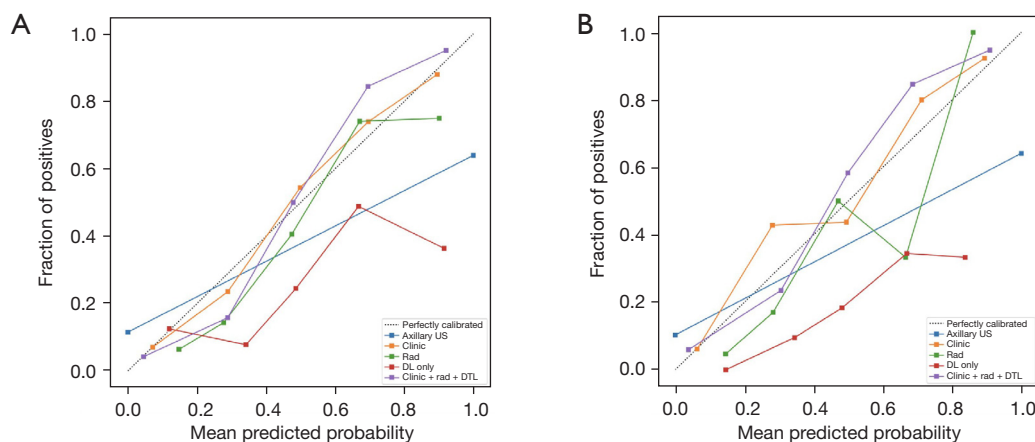 A
1.0
0.8
0.6
0.4
0.2
0.0
Fraction of positives
0.0 0.2 0.4 0.6 0.8 1.0
Mean predicted probability
Perfectly calibrated
Axillary US
Clinic
Rad
DL only
Clinic + rad + DTL
B
1.0
0.8
0.6
0.4
0.2
0.0
Fraction of positives
0.0 0.2 0.4 0.6 0.8 1.0
Mean predicted probability
Perfectly calibrated
Axillary US
Clinic
Rad
DL only
Clinic + rad + DTL